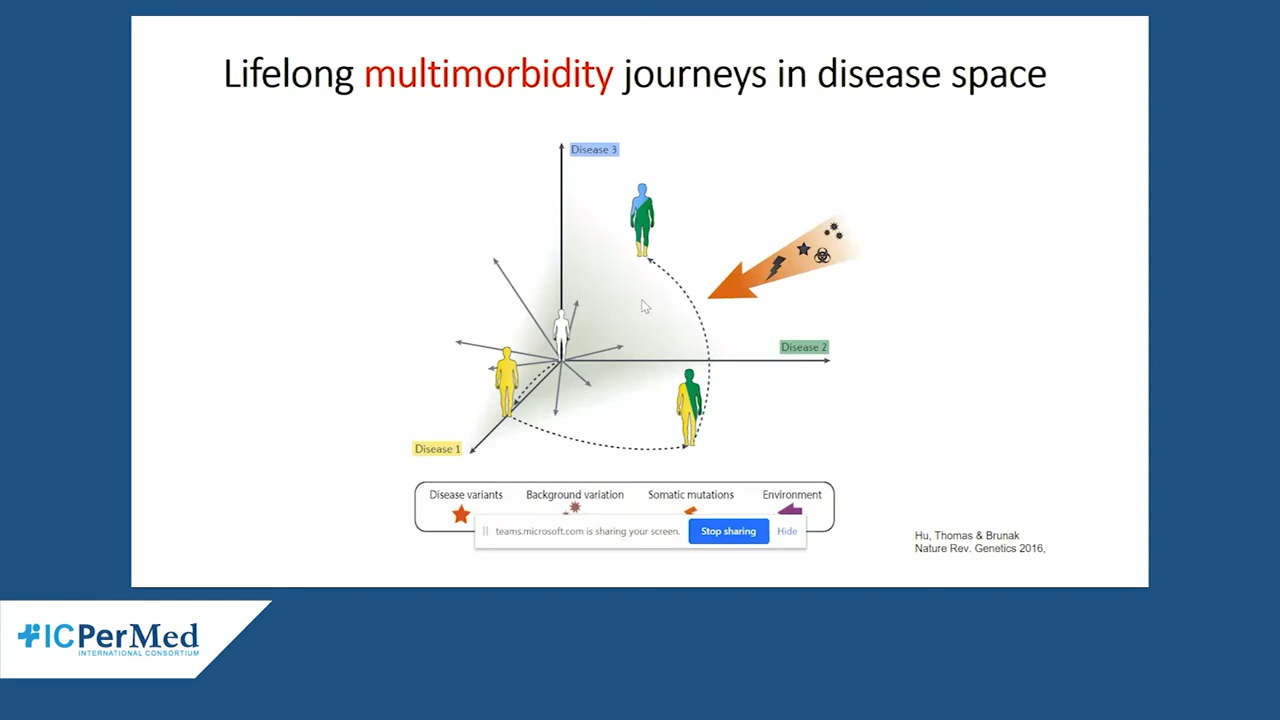 Lifelong multimorbidity journeys in disease space
Disease 3
Disease 2
Disease 1
Disease variants Background variation Somatic mutations Environment
teams.microsoft.com is sharing your screen. Stop sharing Hide
Hu, Thomas & Brunak
Nature Rev. Genetics 2016,
ICPerMed
INTERNATIONAL CONSORTIUM